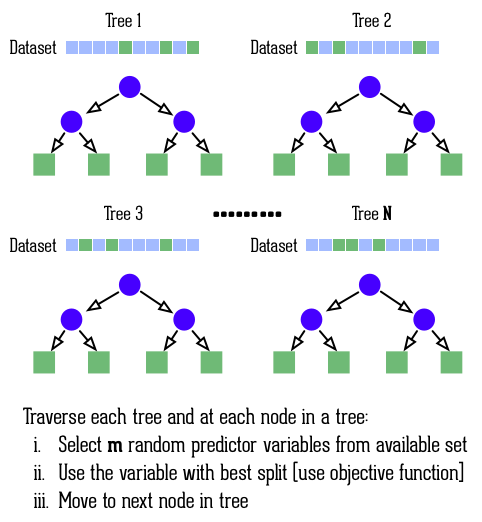 Tree 1
Tree 2
Dataset
Dataset
Tree 3
Tree N
Dataset
Dataset
Traverse each tree and at each node in a tree:
i. Select m random predictor variables from available set
ii. Use the variable with best split [use objective function]
iii. Move to next node in tree